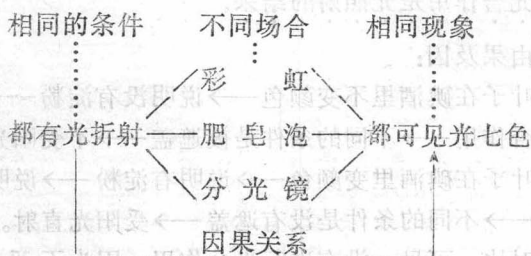 相同的条件 不同场合 相同现象
彩虹
都有光折射 肥皂泡 都可见光七色
分光镜
因果关系